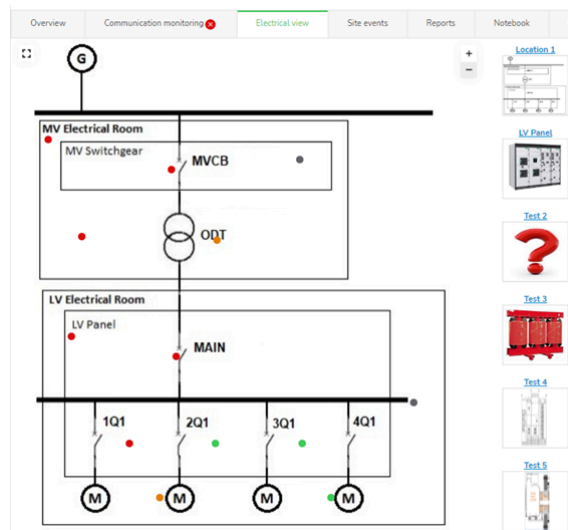 Overview Communication monitoring Electrical view Site events Reports Notebook
G
+
−
Location 1
MV Electrical Room
MV Switchgear
MVCB
LV Panel
ODT
Test 2
LV Electrical Room
LV Panel
Test 3
MAIN
Test 4
1Q1 2Q1 3Q1 4Q1
Test 5
M M M M